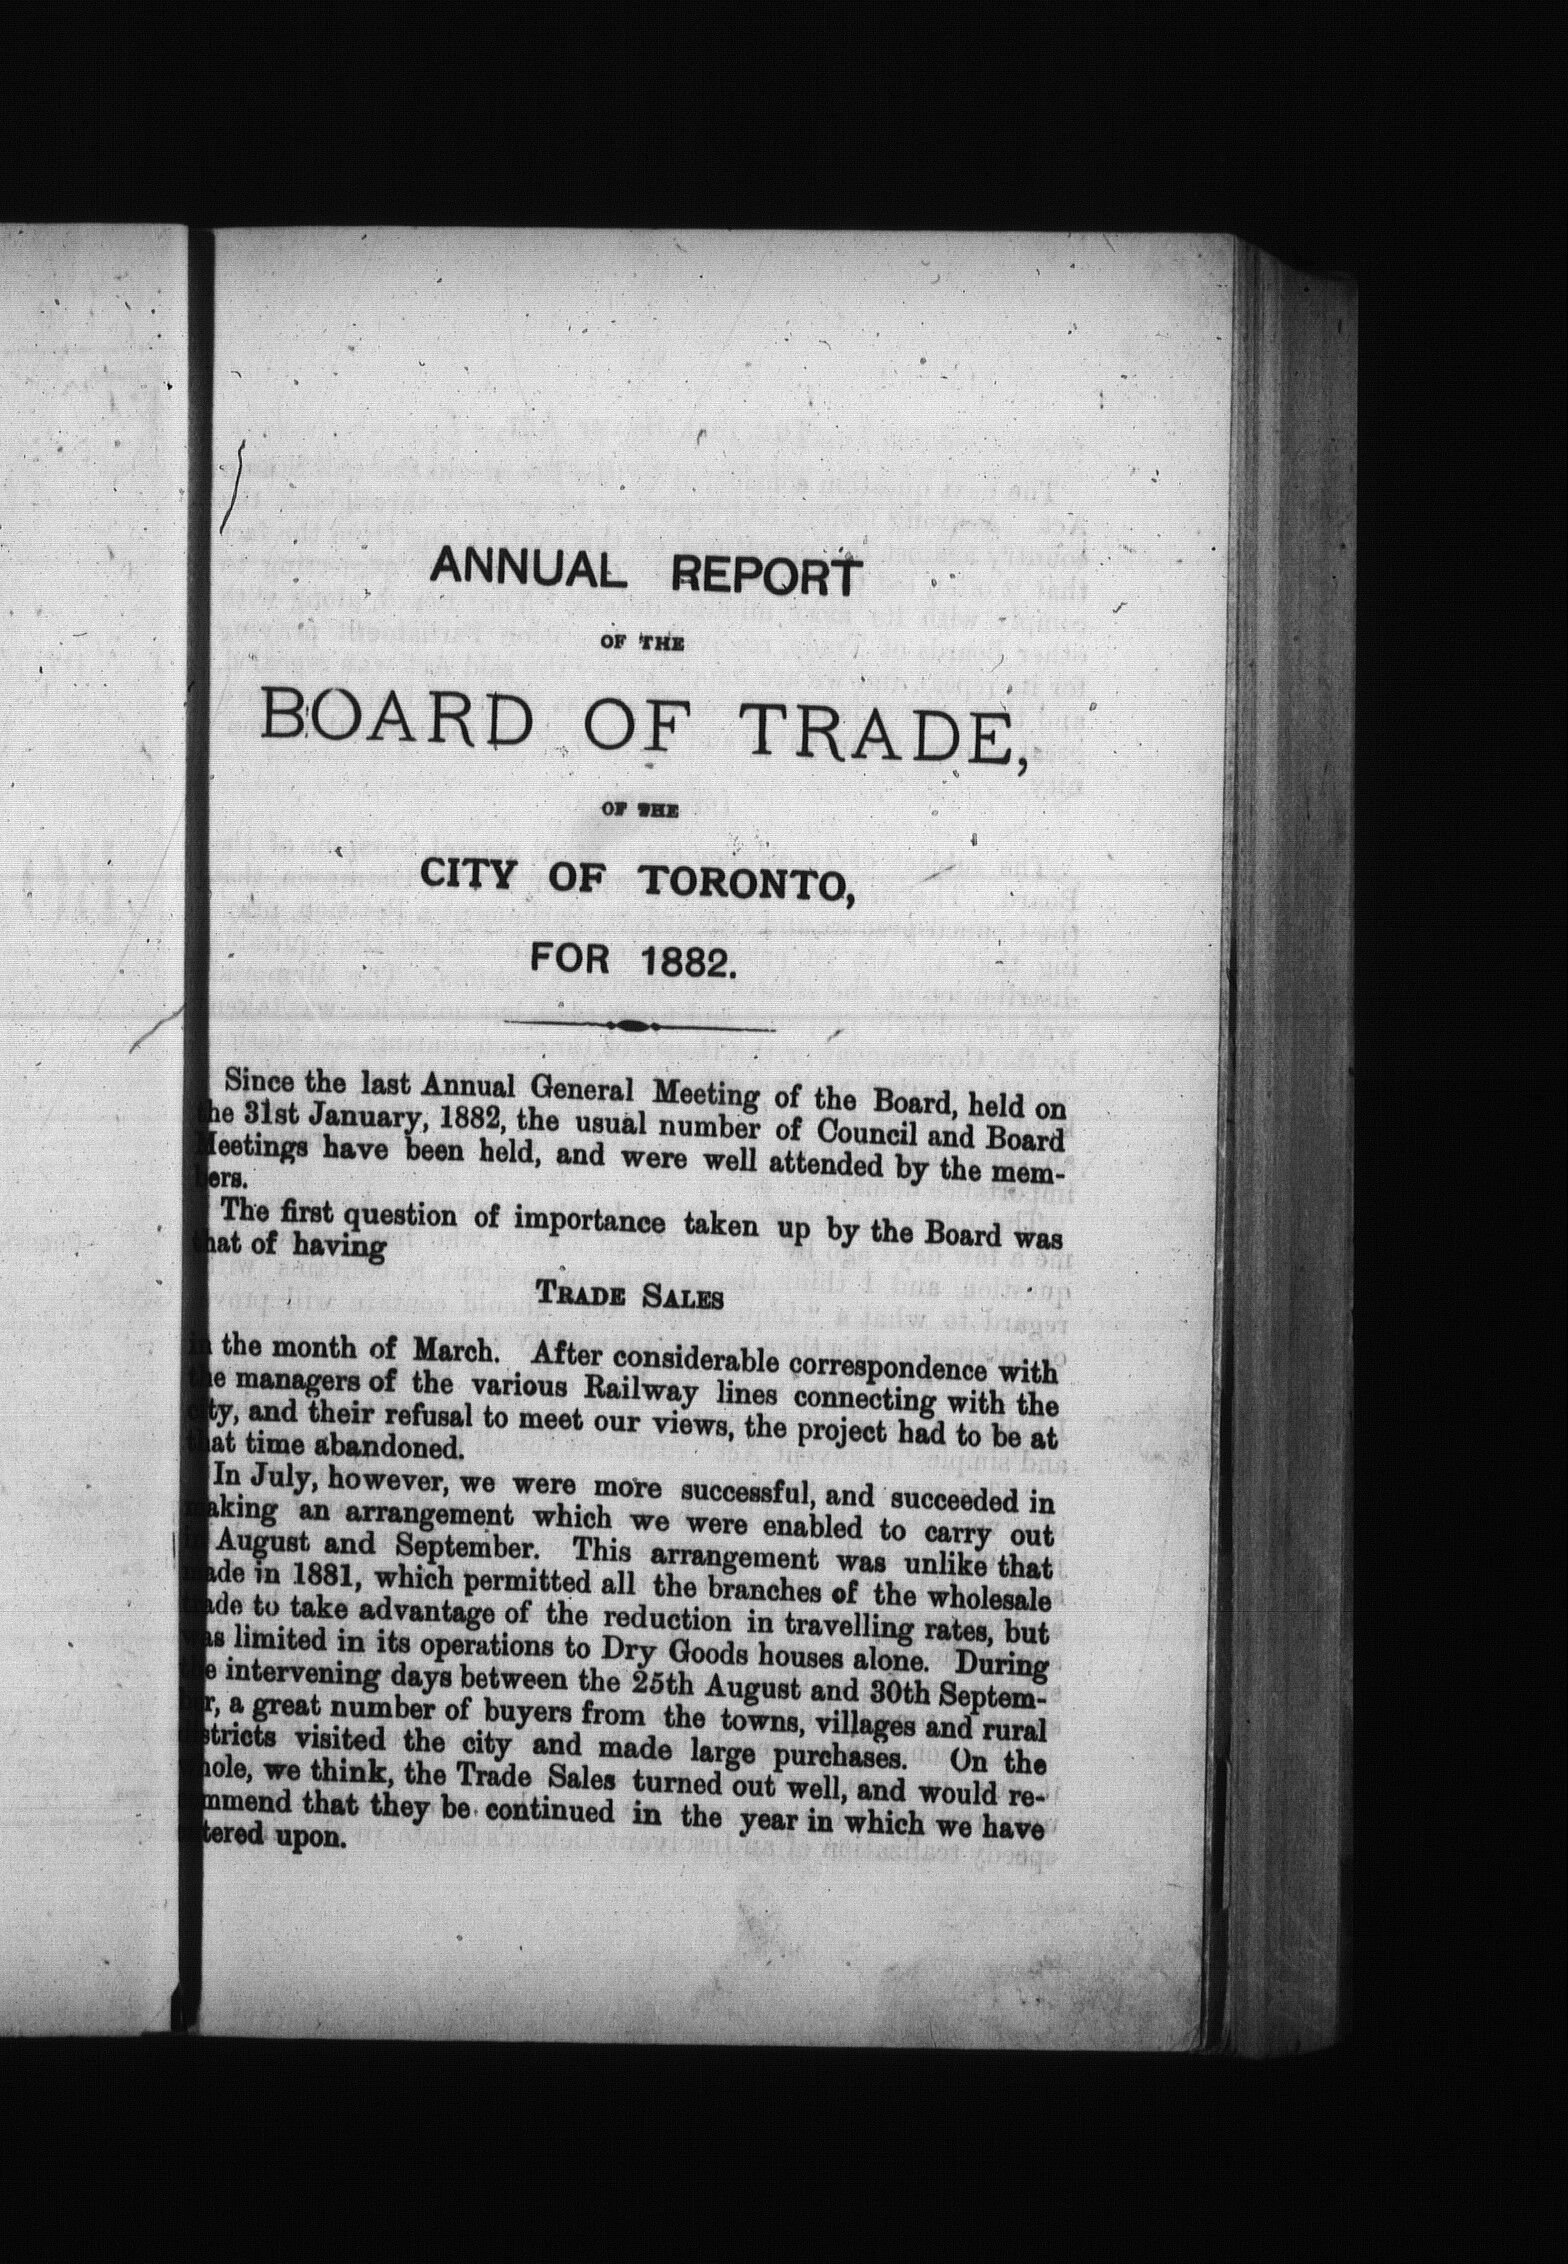 ANNUAL REPORT
OF THE
BOARD OF TRADE,
OF THE
CITY OF TORONTO,
FOR 1882.
Since the last Annual General Meeting of the Board, held on
the 31st January, 1882, the usual number of Council and Board
Meetings have been held, and were well attended by the mem-
bers.
The first question of importance taken up by the Board was
that of having
TRADE SALES
in the month of March. After considerable correspondence with
the managers of the various Railway lines connecting with the
city, and their refusal to meet our views, the project had to be at
that time abandoned.
In July, however, we were more successful, and succeeded in
making an arrangement which we were enabled to carry out
in August and September. This arrangement was unlike that
made in 1881, which permitted all the branches of the wholesale
trade to take advantage of the reduction in travelling rates, but
was limited in its operations to Dry Goods houses alone. During
the intervening days between the 25th August and 30th Septem-
ber, a great number of buyers from the towns, villages and rural
districts visited the city and made large purchases. On the
whole, we think, the Trade Sales turned out well, and would re-
commend that they be continued in the year in which we have
entered upon.